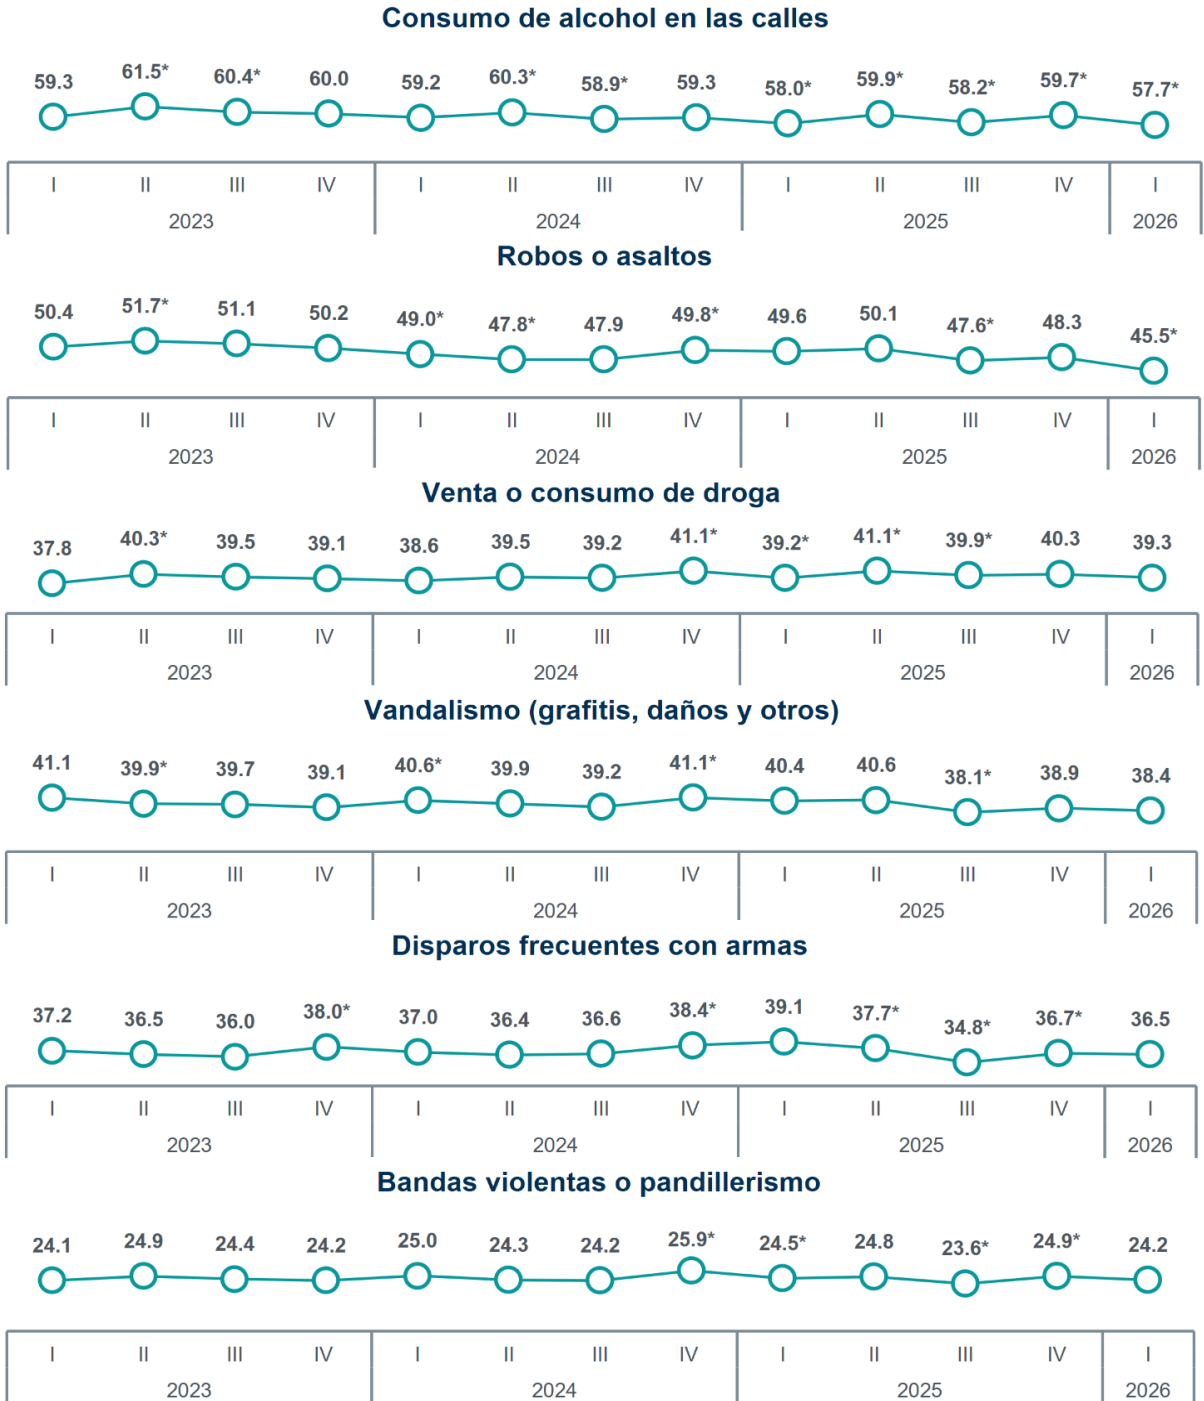 Consumo de alcohol en las calles
59.3 61.5* 60.4* 60.0 59.2 60.3* 58.9* 59.3 58.0* 59.9* 58.2* 59.7* 57.7*
I II III IV I II III IV I II III IV I
2023 2024 2025 2026
Robos o asaltos
50.4 51.7* 51.1 50.2 49.0* 47.8* 47.9 49.8* 49.6 50.1 47.6* 48.3 45.5*
I II III IV I II III IV I II III IV I
2023 2024 2025 2026
Venta o consumo de droga
37.8 40.3* 39.5 39.1 38.6 39.5 39.2 41.1* 39.2* 41.1* 39.9* 40.3 39.3
I II III IV I II III IV I II III IV I
2023 2024 2025 2026
Vandalismo (grafitis, daños y otros)
41.1 39.9* 39.7 39.1 40.6* 39.9 39.2 41.1* 40.4 40.6 38.1* 38.9 38.4
I II III IV I II III IV I II III IV I
2023 2024 2025 2026
Disparos frecuentes con armas
37.2 36.5 36.0 38.0* 37.0 36.4 36.6 38.4* 39.1 37.7* 34.8* 36.7* 36.5
I II III IV I II III IV I II III IV I
2023 2024 2025 2026
Bandas violentas o pandillerismo
24.1 24.9 24.4 24.2 25.0 24.3 24.2 25.9* 24.5* 24.8 23.6* 24.9* 24.2
I II III IV I II III IV I II III IV I
2023 2024 2025 2026